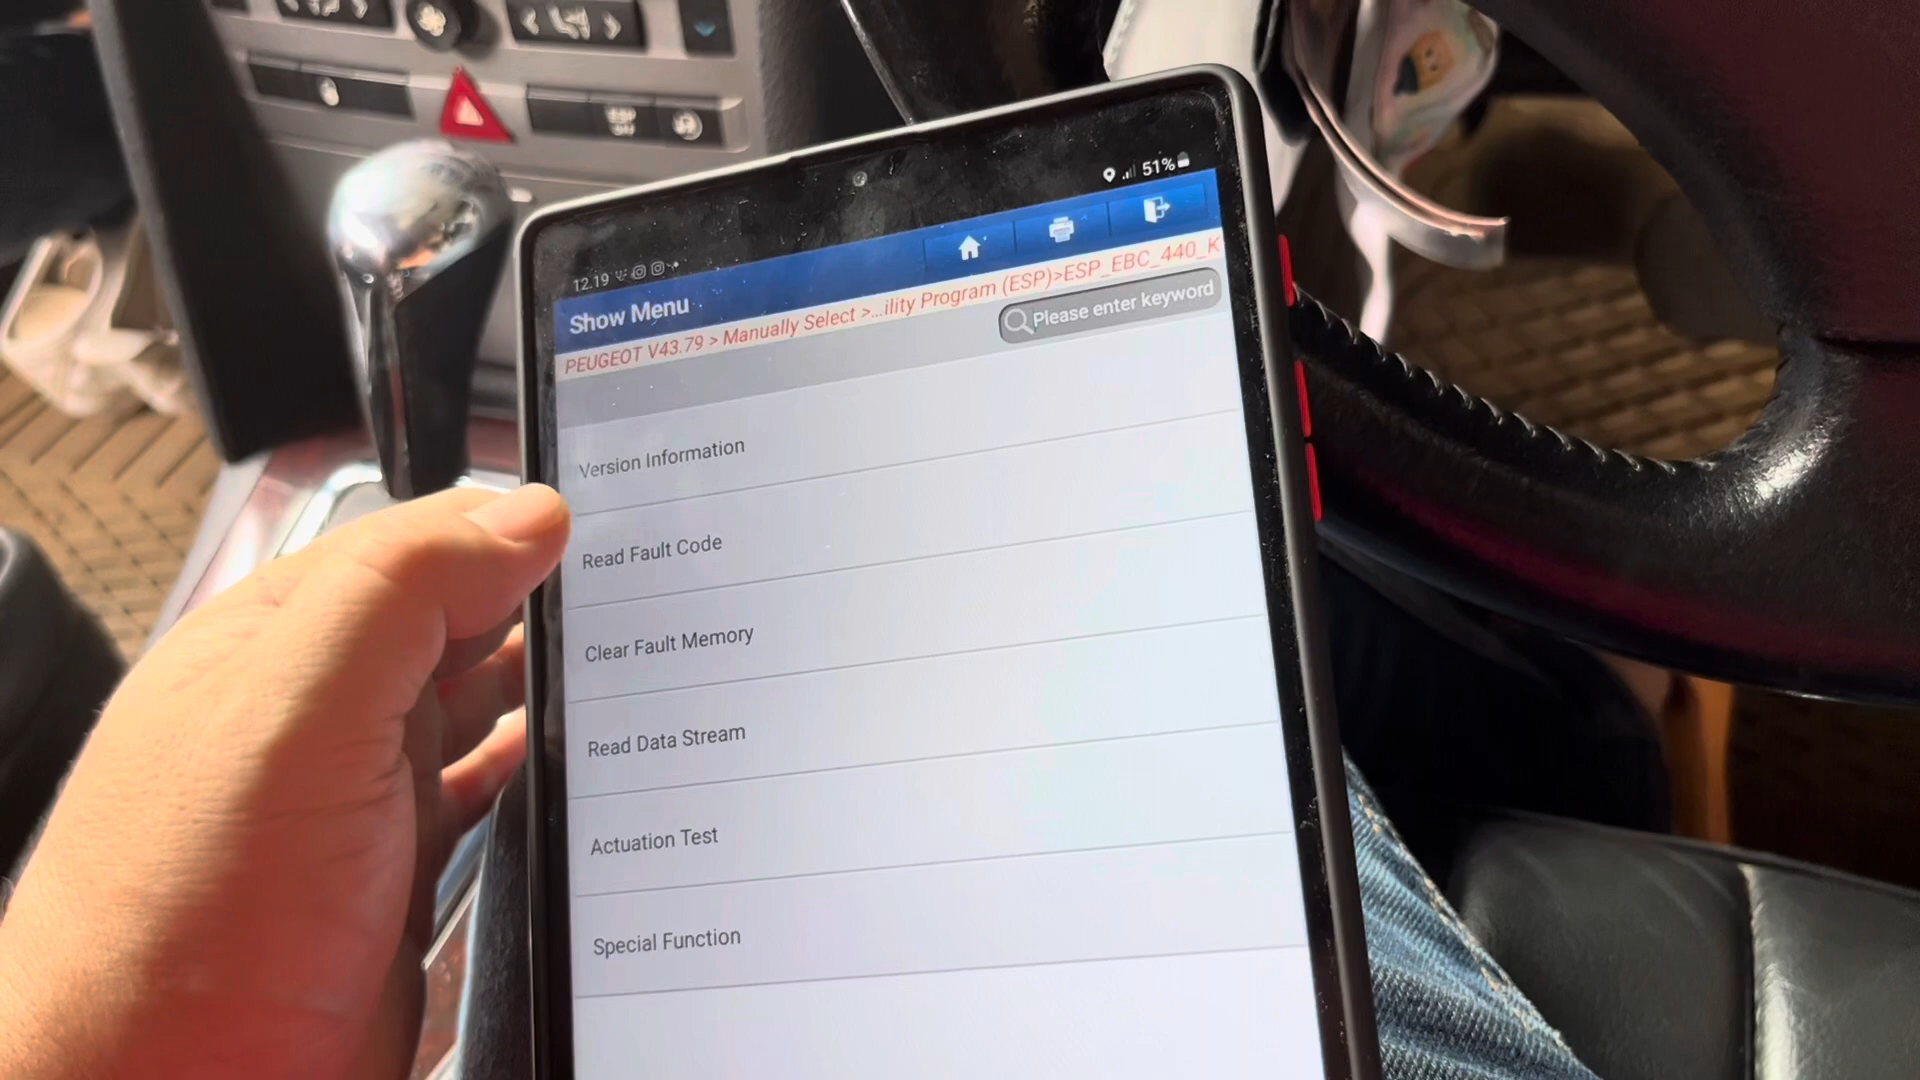 ESP
51%
12.19
Show Menu
PEUGEOT V43.79 > Manually Select >...ility Program (ESP)>ESP_EBC_440_K
Please enter keyword
Version Information
Read Fault Code
Clear Fault Memory
Read Data Stream
Actuation Test
Special Function